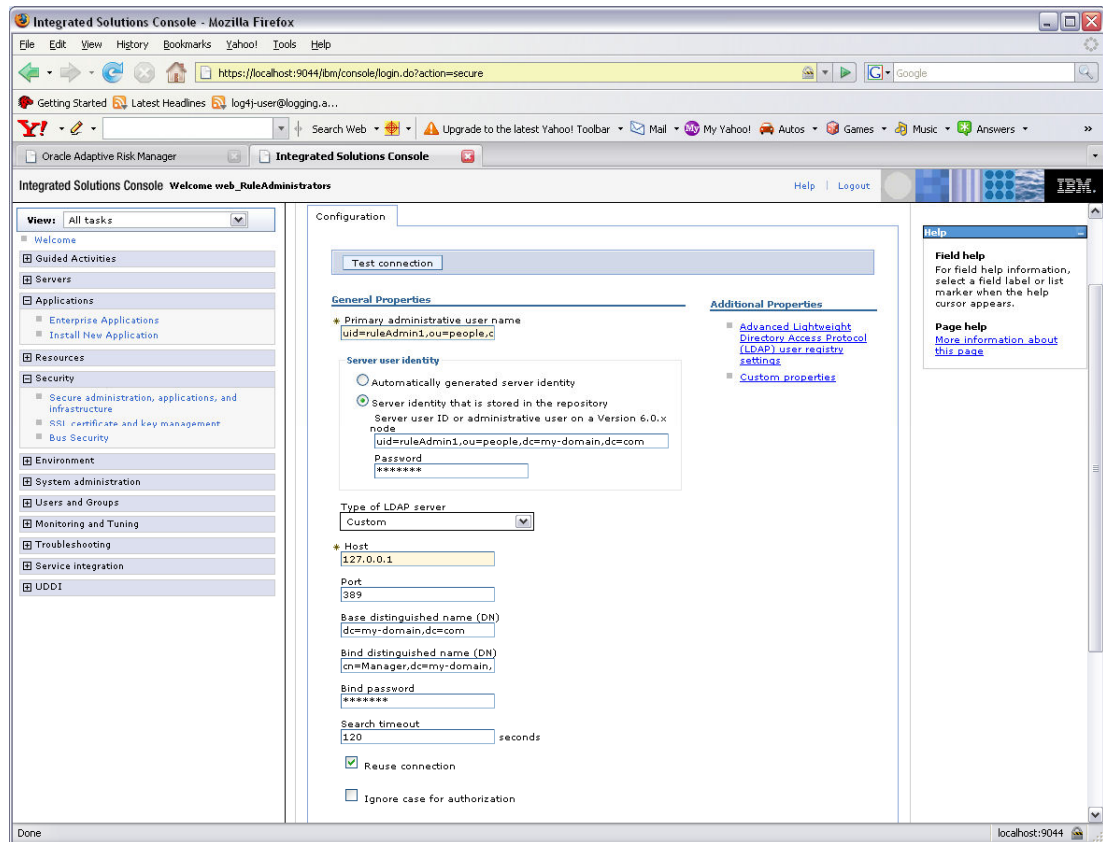 Integrated Solutions Console - Mozilla Firefox
File Edit View History Bookmarks Yahoo! Tools Help
https://localhost:9044/ibm/console/login.do?action=secure
G Google
Getting Started Latest Headlines log4j-user@logging.a...
Y! Search Web Upgrade to the latest Yahoo! Toolbar Mail My My Yahoo! Autos Games Music Answers »
Oracle Adaptive Risk Manager
Integrated Solutions Console
Integrated Solutions Console Welcome web_RuleAdministrators
Help | Logout
IBM.
View: All tasks
Welcome
Guided Activities
Servers
Applications
Enterprise Applications
Install New Application
Resources
Security
Secure administration, applications, and
infrastructure
SSL certificate and key management
Bus Security
Environment
System administration
Users and Groups
Monitoring and Tuning
Troubleshooting
Service integration
UDDI
Configuration
Test connection
General Properties
* Primary administrative user name
uid=ruleAdmin1,ou=people,c
Server user identity
Automatically generated server identity
Server identity that is stored in the repository
Server user ID or administrative user on a Version 6.0.x
node
uid=ruleAdmin1,ou=people,dc=my-domain,dc=com
Password
*******
Type of LDAP server
Custom
* Host
127.0.0.1
Port
389
Base distinguished name (DN)
dc=my-domain,dc=com
Bind distinguished name (DN)
cn=Manager,dc=my-domain,
Bind password
*******
Search timeout
120 seconds
Reuse connection
Ignore case for authorization
Additional Properties
Advanced Lightweight
Directory Access Protocol
(LDAP) user registry
settings
Custom properties
Help
Field help
For field help information,
select a field label or list
marker when the help
cursor appears.
Page help
More information about
this page
Done
localhost:9044